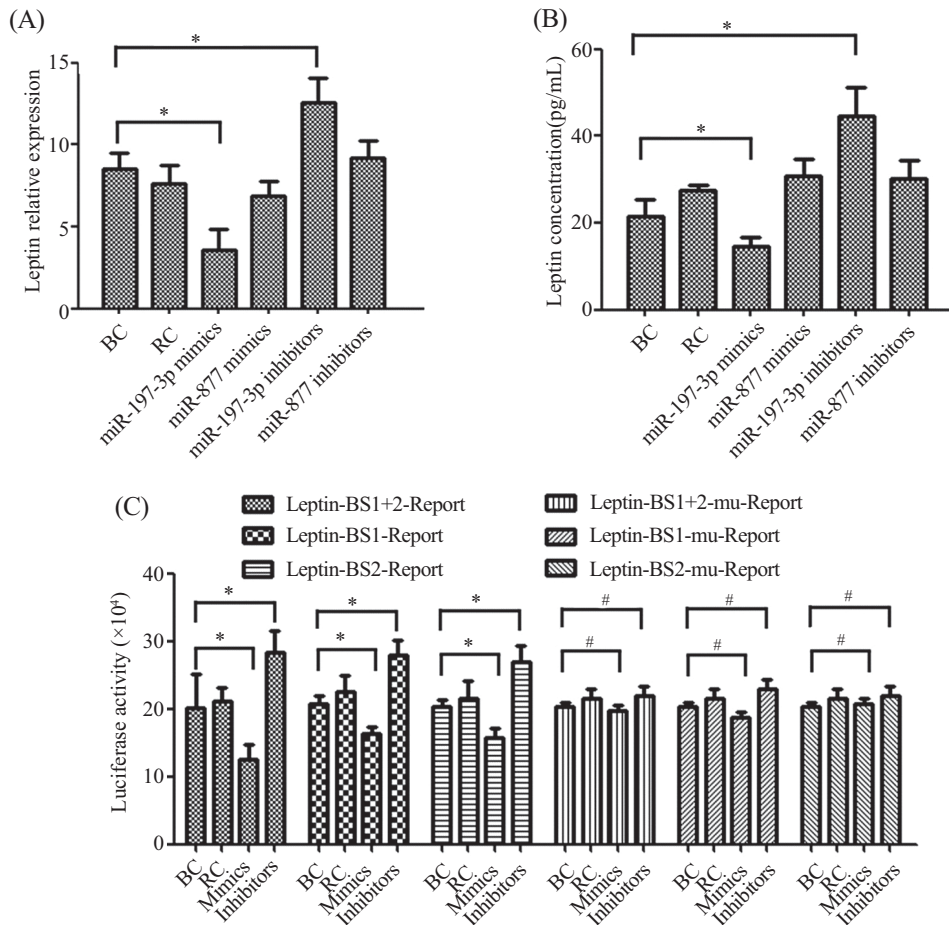 (A)
*
*
Leptin relative expression
15
10
5
0
BC
RC
miR-197-3p mimics
miR-877 mimics
miR-197-3p inhibitors
miR-877 inhibitors
(B)
*
*
Leptin concentration(pg/mL)
60
40
20
0
BC
RC
miR-197-3p mimics
miR-877 mimics
miR-197-3p inhibitors
miR-877 inhibitors
(C)
Leptin-BS1+2-Report
Leptin-BS1-Report
Leptin-BS2-Report
Leptin-BS1+2-mu-Report
Leptin-BS1-mu-Report
Leptin-BS2-mu-Report
Luciferase activity (×10⁴)
40
30
20
10
0
*
*
*
*
*
*
#
#
#
#
#
#
BC
RC
Mimics
Inhibitors
BC
RC
Mimics
Inhibitors
BC
RC
Mimics
Inhibitors
BC
RC
Mimics
Inhibitors
BC
RC
Mimics
Inhibitors
BC
RC
Mimics
Inhibitors